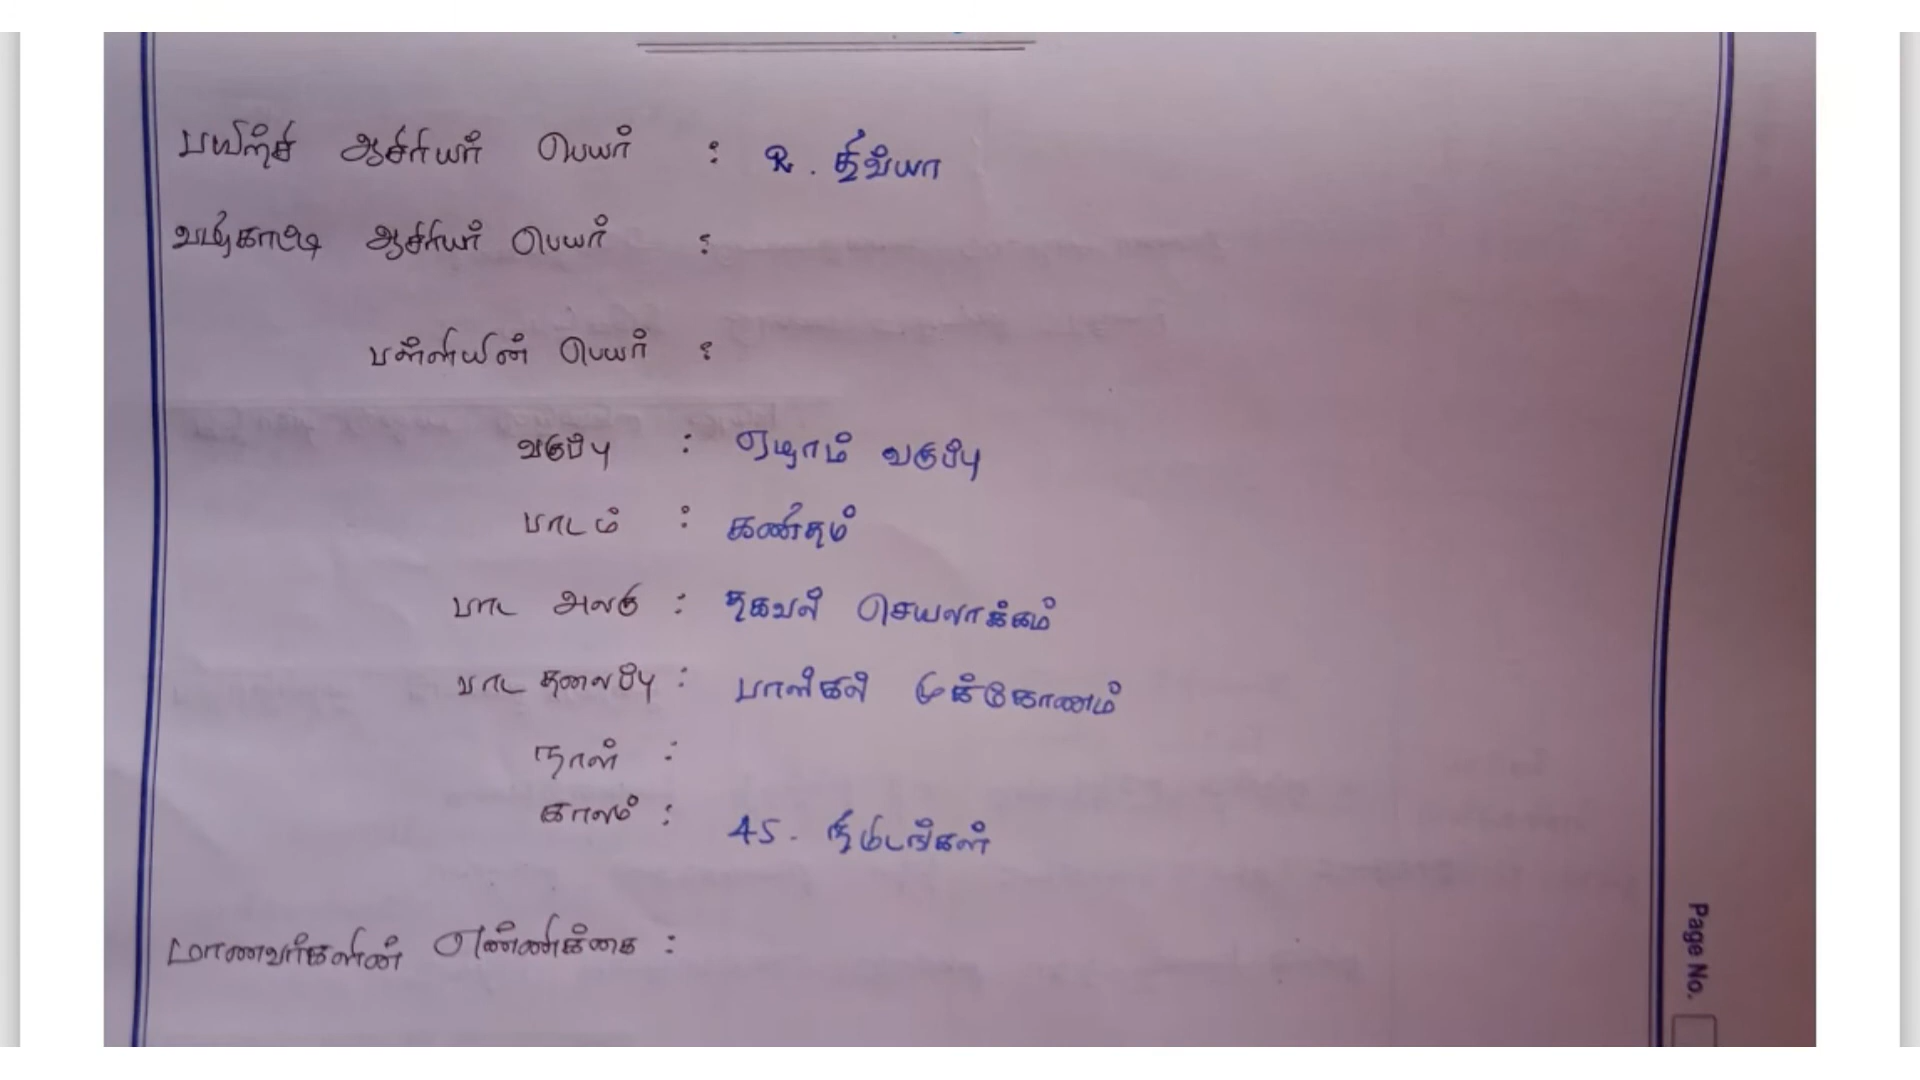 பயிற்சி ஆசிரியர் பெயர் : R. திவ்யா
வழிகாட்டி ஆசிரியர் பெயர் :
பள்ளியின் பெயர் :
வகுப்பு : ஏழாம் வகுப்பு
பாடம் : கணிதம்
பாட அலகு : தகவல் செயலாக்கம்
பாட தலைப்பு : பாஸ்கல் முக்கோணம்
நாள் :
காலம் : 45. நிமிடங்கள்
மாணவர்களின் எண்ணிக்கை :
Page No.